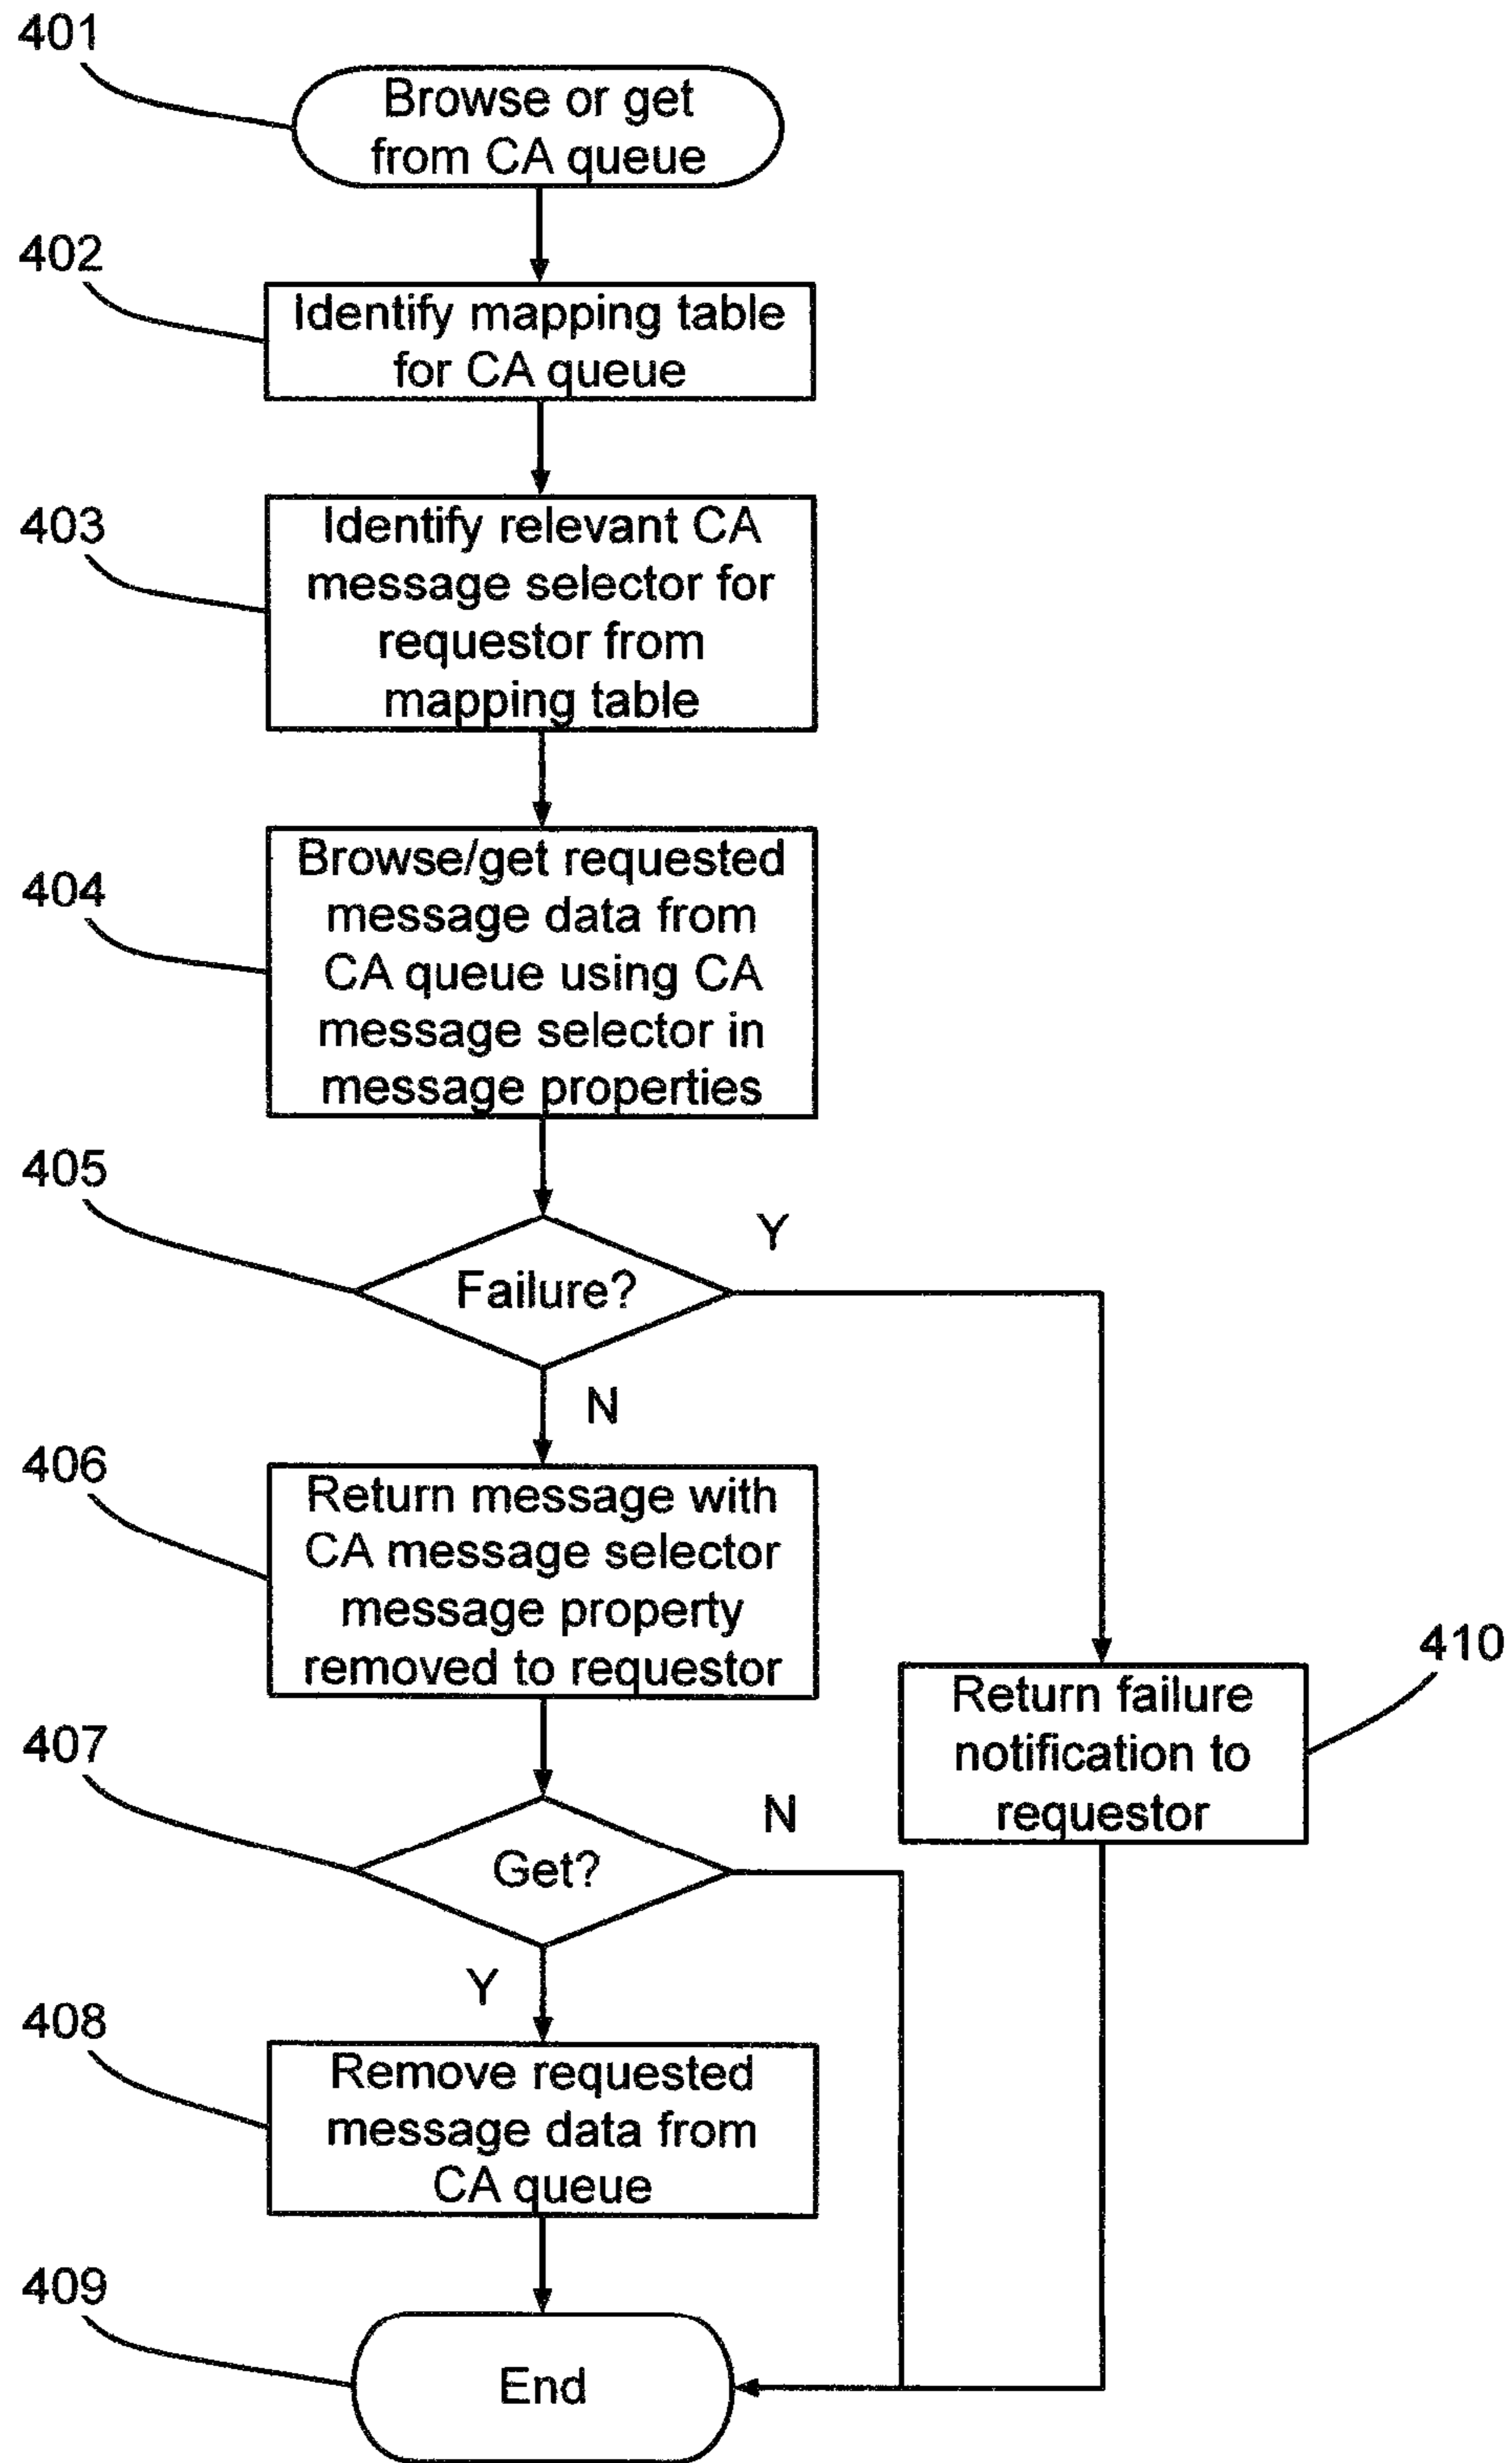 401
Browse or get
from CA queue
402
Identify mapping table
for CA queue
403
Identify relevant CA
message selector for
requestor from
mapping table
404
Browse/get requested
message data from
CA queue using CA
message selector in
message properties
405
Failure?
Y
N
406
Return message with
CA message selector
message property
removed to requestor
410
Return failure
notification to
requestor
407
Get?
N
Y
408
Remove requested
message data from
CA queue
409
End